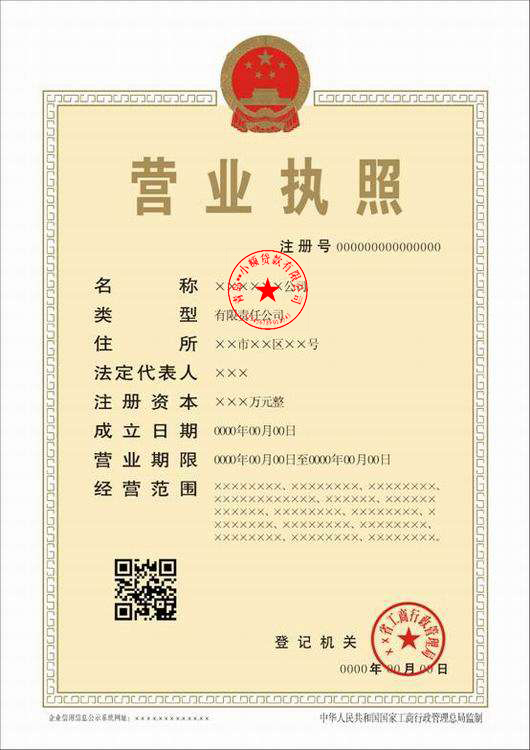 营业执照
注册号 000000000000000
名称 ××××××公司
类型 有限责任公司
住所 ××市××区××号
法定代表人 ×××
注册资本 ×××万元整
成立日期 0000年00月00日
营业期限 0000年00月00日至0000年00月00日
经营范围 ××××××××、××××××××、××××××××、
小额贷款有限公司
××省工商行政管理局
登记机关
0000年00月00日
企业信用信息公示系统网址：×××××××××××××
中华人民共和国国家工商行政管理总局监制